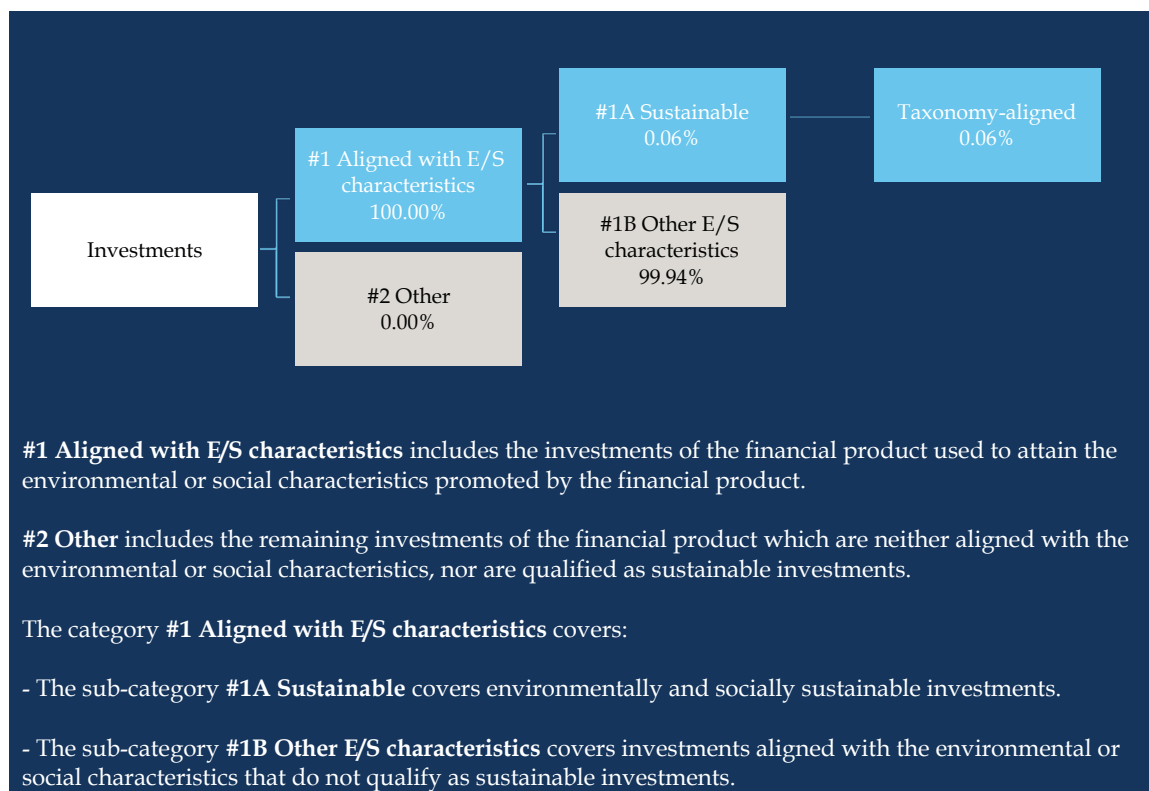 #1A Sustainable
0.06%
Taxonomy-aligned
0.06%
#1 Aligned with E/S
characteristics
100.00%
Investments
#1B Other E/S
characteristics
99.94%
#2 Other
0.00%
#1 Aligned with E/S characteristics includes the investments of the financial product used to attain the
environmental or social characteristics promoted by the financial product.
#2 Other includes the remaining investments of the financial product which are neither aligned with the
environmental or social characteristics, nor are qualified as sustainable investments.
The category #1 Aligned with E/S characteristics covers:
- The sub-category #1A Sustainable covers environmentally and socially sustainable investments.
- The sub-category #1B Other E/S characteristics covers investments aligned with the environmental or
social characteristics that do not qualify as sustainable investments.